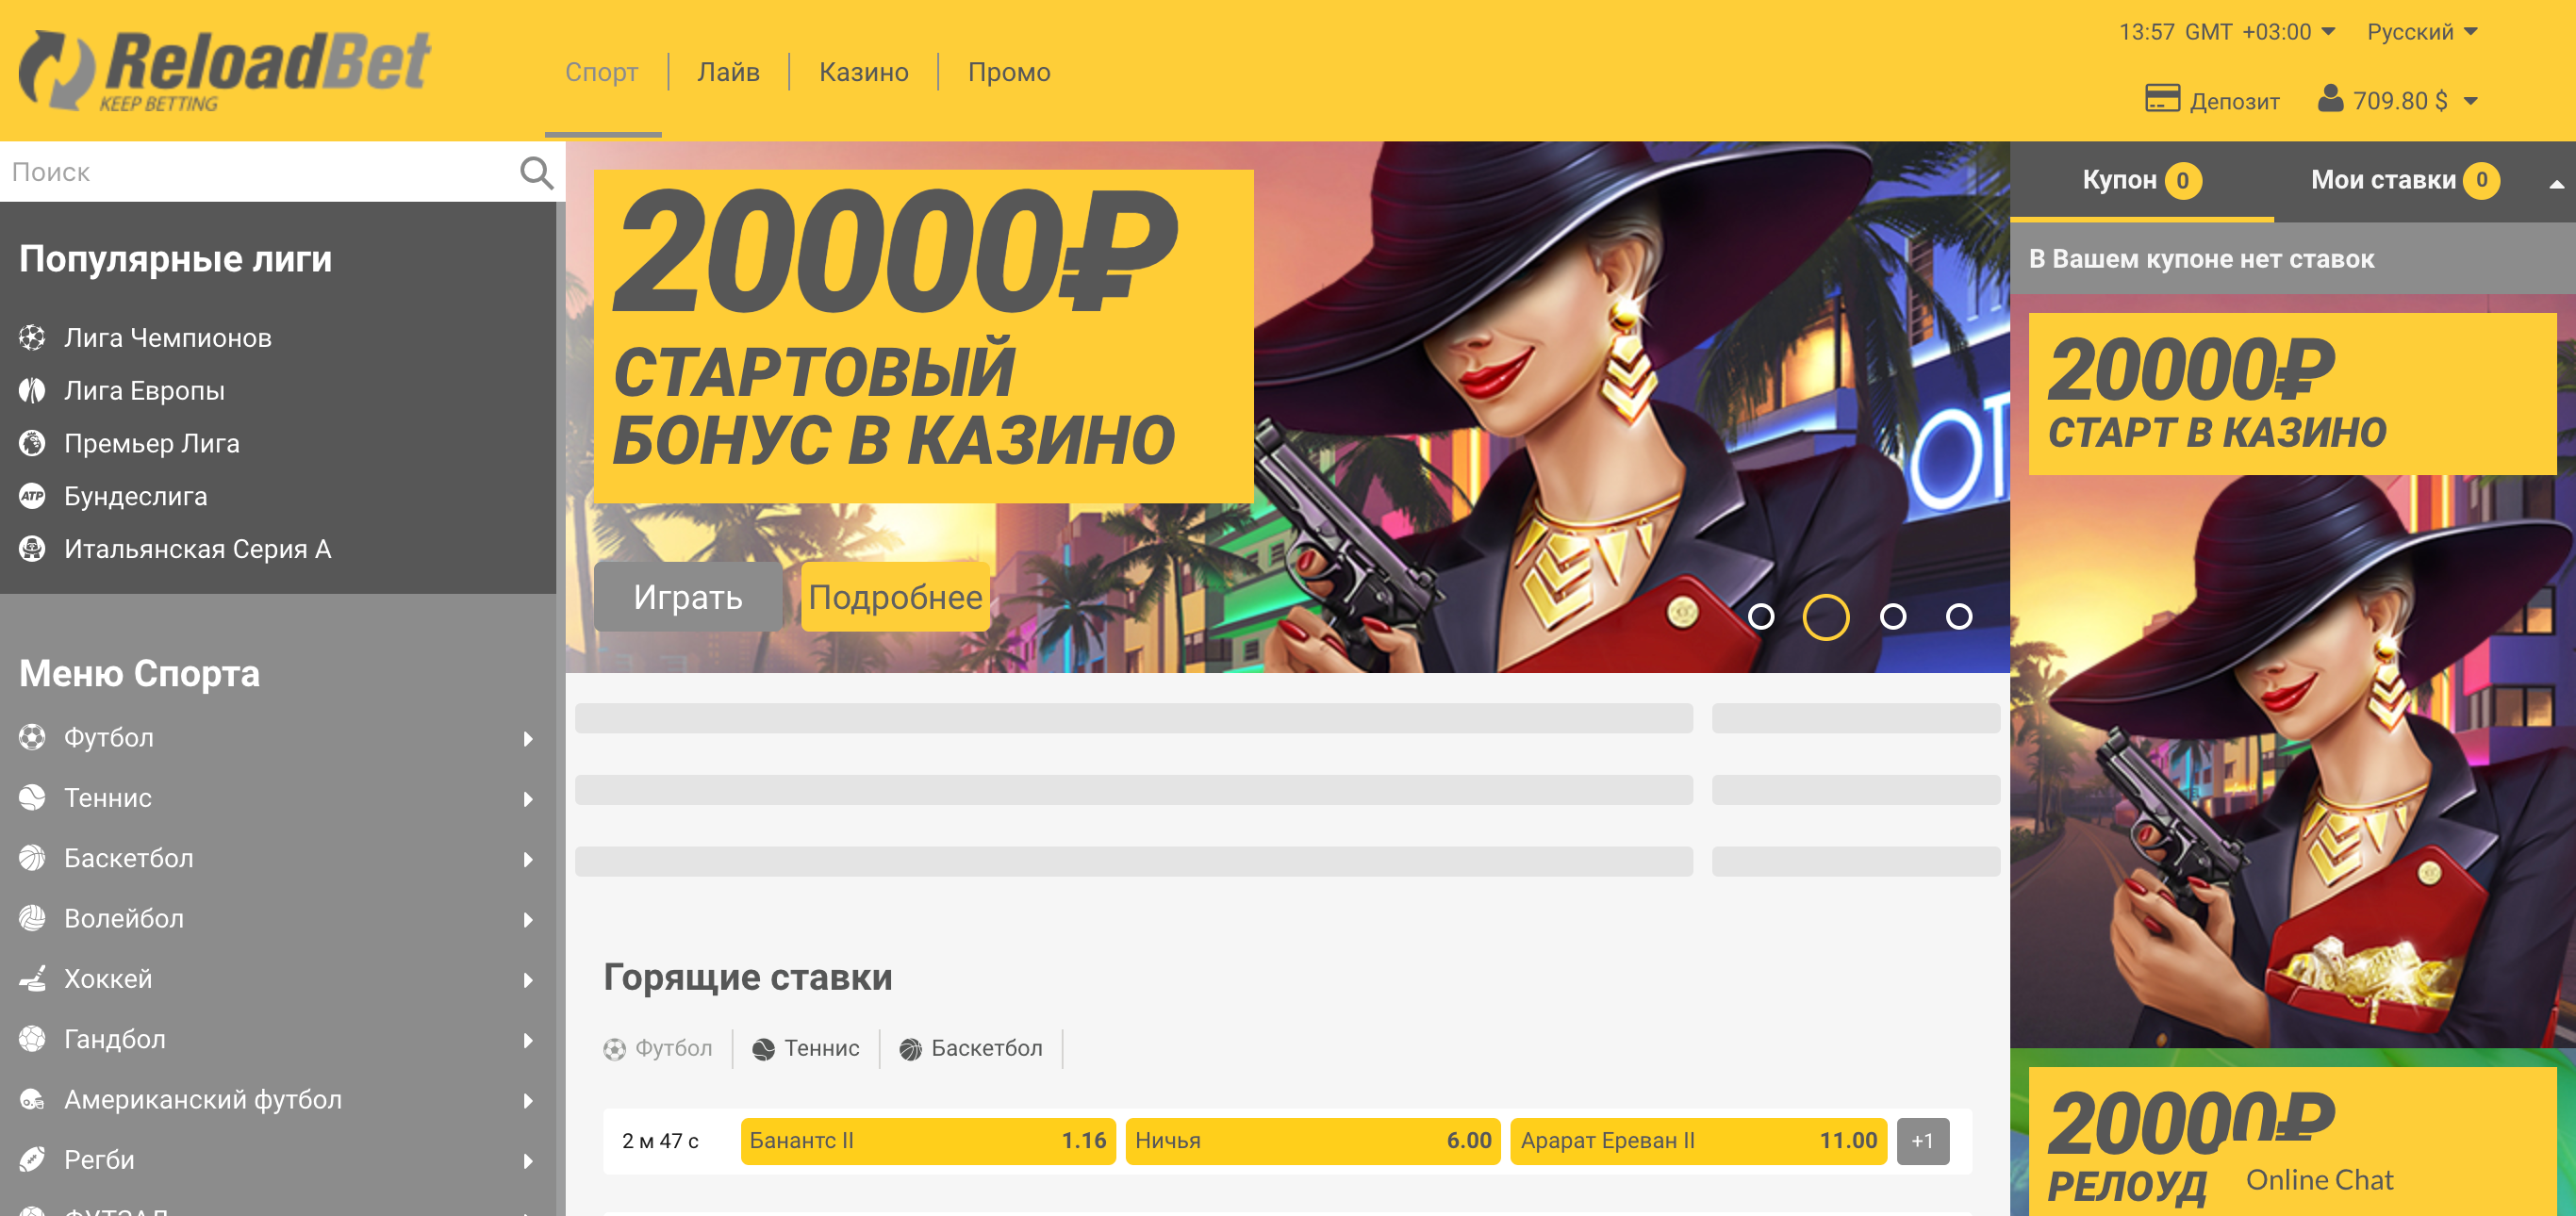 ReloadBet
KEEP BETTING
Спорт
Лайв
Казино
Промо
13:57 GMT +03:00
Русский
Депозит
709.80 $
Поиск
Популярные лиги
Лига Чемпионов
Лига Европы
Премьер Лига
ATP
Бундеслига
Итальянская Серия А
Меню Спорта
Футбол
Теннис
Баскетбол
Волейбол
Хоккей
Гандбол
Американский футбол
Регби
20000₽
СТАРТОВЫЙ
БОНУС В КАЗИНО
Играть
Подробнее
ОТ
Горящие ставки
Футбол
Теннис
Баскетбол
2 м 47 с
Банантс II 1.16
Ничья 6.00
Арарат Ереван II 11.00
+1
Купон 0
Мои ставки 0
В Вашем купоне нет ставок
20000₽
СТАРТ В КАЗИНО
20000₽
РЕЛОУД
Online Chat